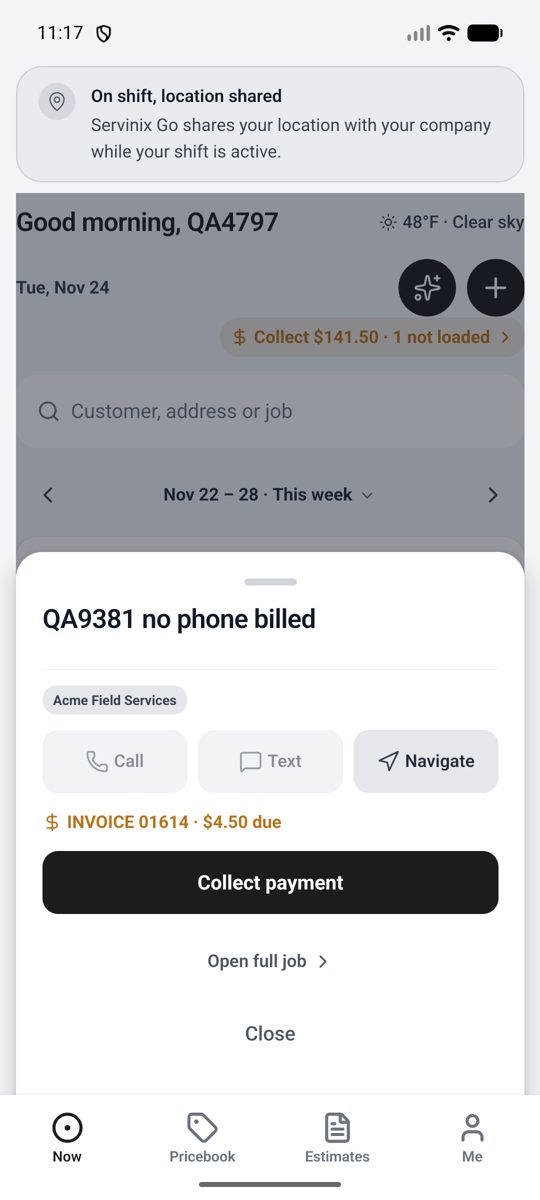 11:17
On shift, location shared
Servinix Go shares your location with your company
while your shift is active.
Good morning, QA4797
48°F · Clear sky
Tue, Nov 24
Collect $141.50 · 1 not loaded
Customer, address or job
Nov 22 – 28 · This week
QA9381 no phone billed
Acme Field Services
Call
Text
Navigate
INVOICE 01614 · $4.50 due
Collect payment
Open full job
Close
Now
Pricebook
Estimates
Me